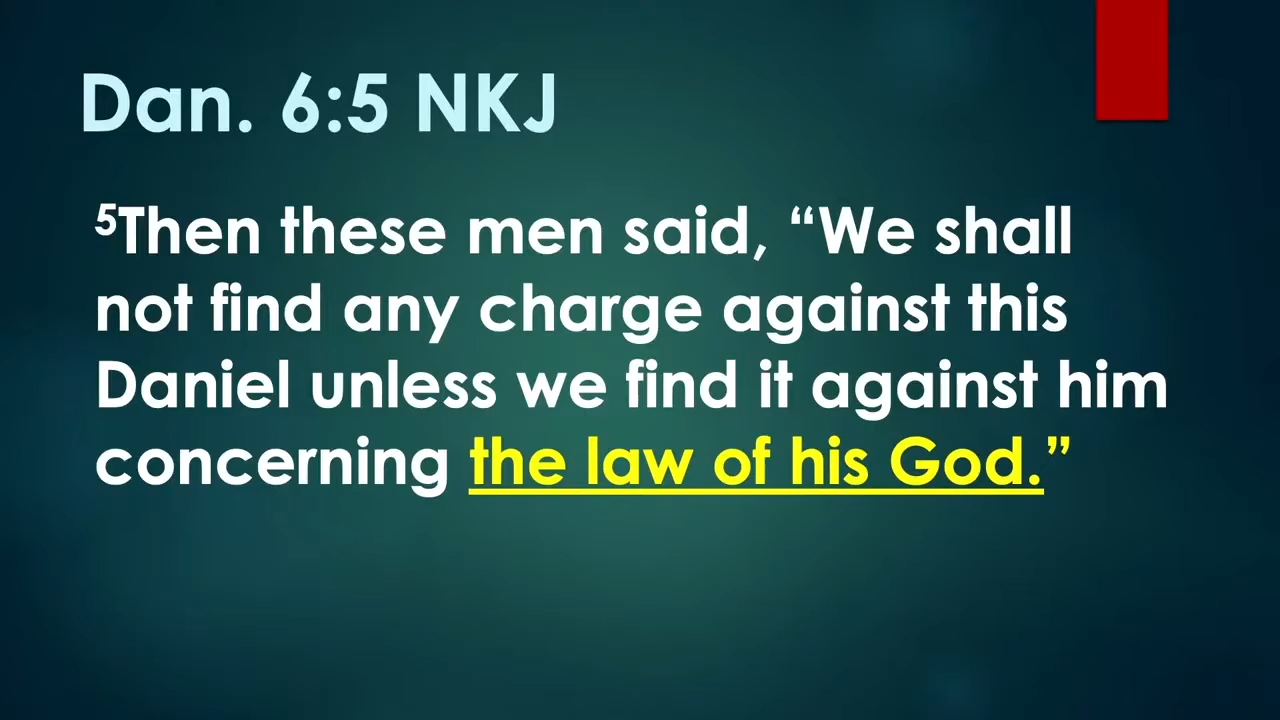 Dan. 6:5 NKJ
⁵Then these men said, “We shall
not find any charge against this
Daniel unless we find it against him
concerning the law of his God.”